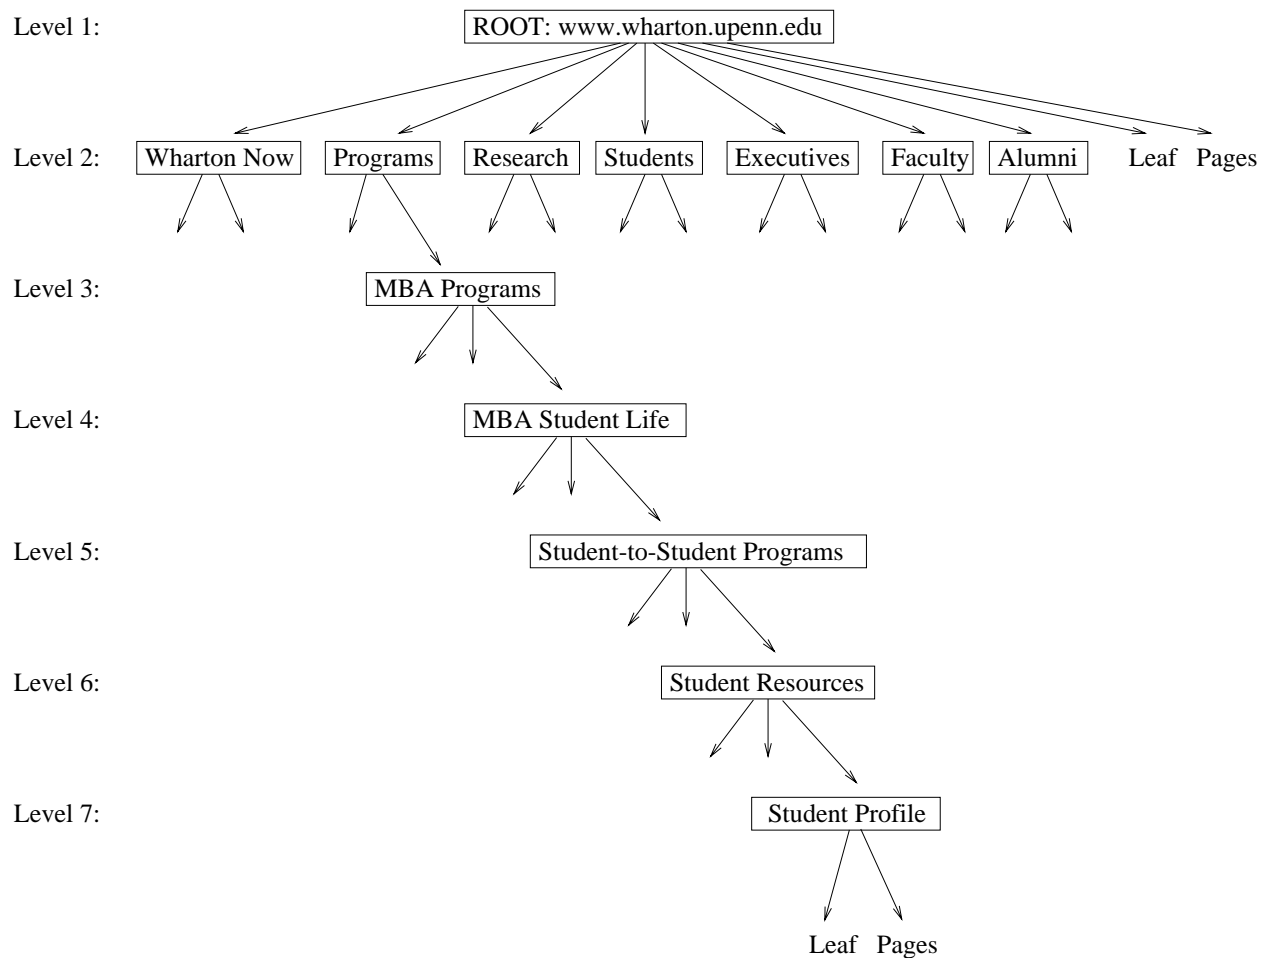 Level 1: ROOT: www.wharton.upenn.edu
Level 2: Wharton Now Programs Research Students Executives Faculty Alumni Leaf Pages
Level 3: MBA Programs
Level 4: MBA Student Life
Level 5: Student-to-Student Programs
Level 6: Student Resources
Level 7: Student Profile
Leaf Pages